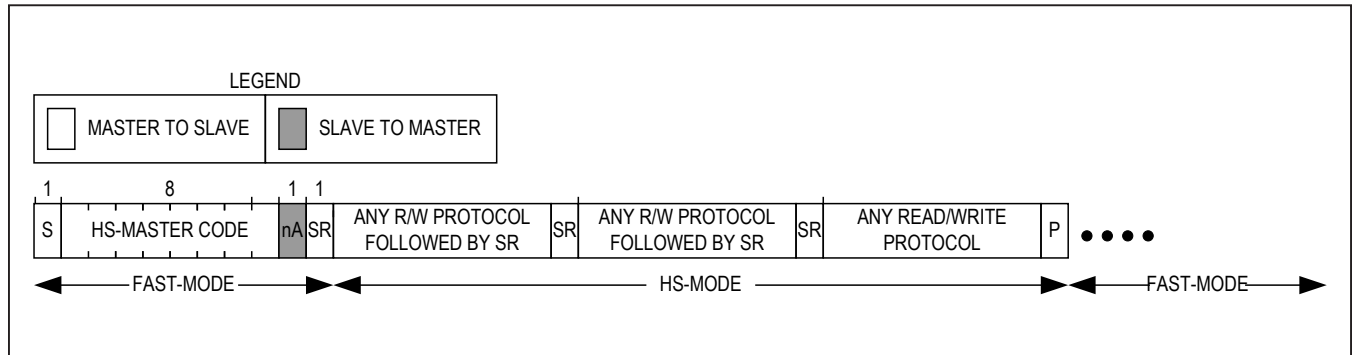 LEGEND
MASTER TO SLAVE SLAVE TO MASTER
1 8 1 1
S HS-MASTER CODE nA SR ANY R/W PROTOCOL FOLLOWED BY SR SR ANY R/W PROTOCOL FOLLOWED BY SR SR ANY READ/WRITE PROTOCOL P
FAST-MODE HS-MODE FAST-MODE